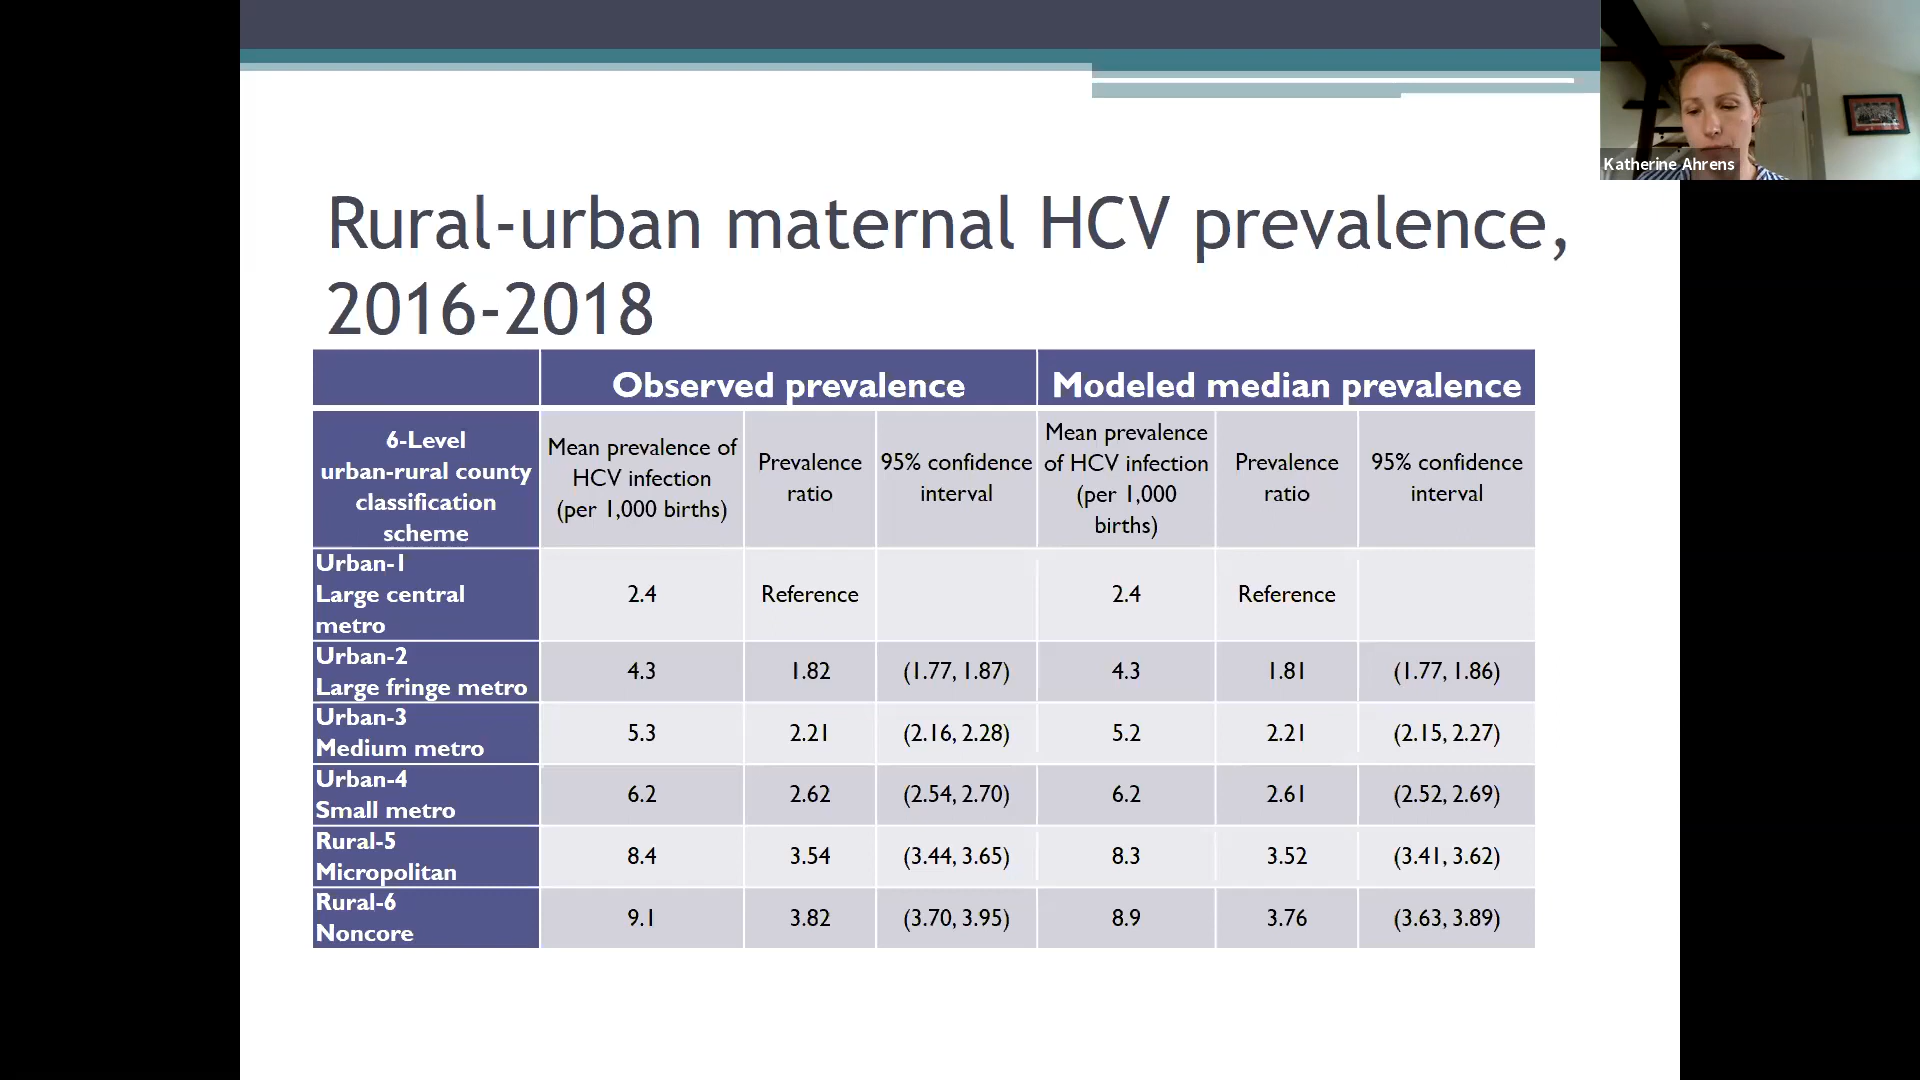 Katherine Ahrens
Rural-urban maternal HCV prevalence,
2016-2018
Observed prevalence
Modeled median prevalence
6-Level
urban-rural county
classification
scheme
Mean prevalence of
HCV infection
(per 1,000 births)
Prevalence
ratio
95% confidence
interval
Mean prevalence
of HCV infection
(per 1,000
births)
Prevalence
ratio
95% confidence
interval
Urban-1
Large central
metro
2.4
Reference
2.4
Reference
Urban-2
Large fringe metro
4.3
1.82
(1.77, 1.87)
4.3
1.81
(1.77, 1.86)
Urban-3
Medium metro
5.3
2.21
(2.16, 2.28)
5.2
2.21
(2.15, 2.27)
Urban-4
Small metro
6.2
2.62
(2.54, 2.70)
6.2
2.61
(2.52, 2.69)
Rural-5
Micropolitan
8.4
3.54
(3.44, 3.65)
8.3
3.52
(3.41, 3.62)
Rural-6
Noncore
9.1
3.82
(3.70, 3.95)
8.9
3.76
(3.63, 3.89)